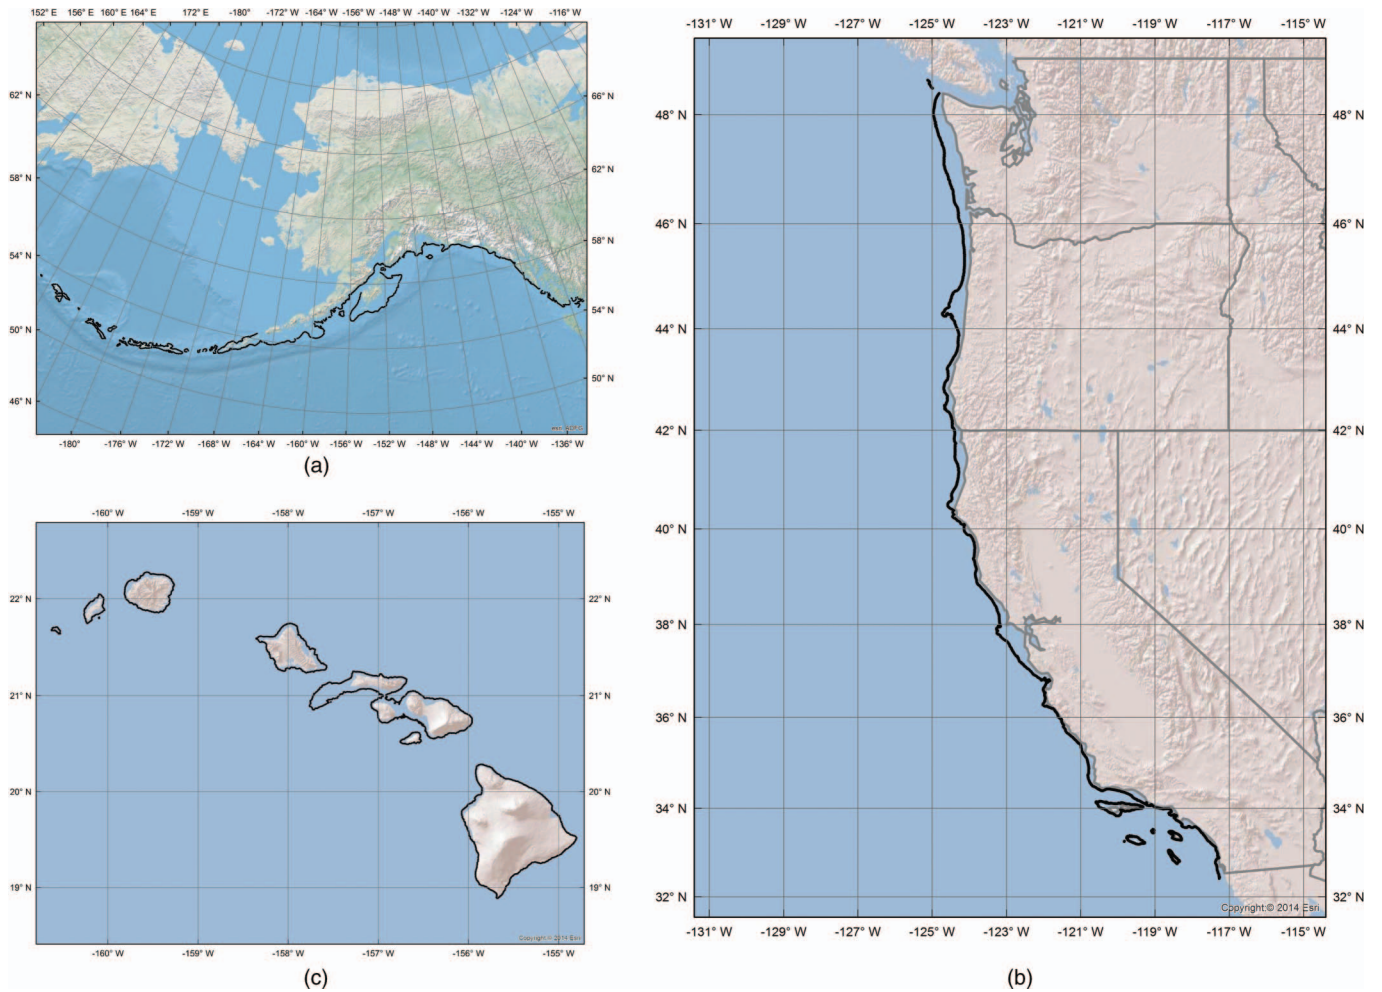 152° E 156° E 160° E 164° E 172° E -180° -172° W -164° W -156° W -148° W -140° W -132° W -124° W -116° W
62° N
58° N
54° N
50° N
46° N
66° N
62° N
58° N
54° N
50° N
-180° -176° W -172° W -168° W -164° W -160° W -156° W -152° W -148° W -144° W -140° W -136° W
(a)
-160° W -159° W -158° W -157° W -156° W -155° W
22° N 22° N
21° N 21° N
20° N 20° N
19° N 19° N
Copyright © 2014 Esri
-160° W -159° W -158° W -157° W -156° W -155° W
(c)
-131° W -129° W -127° W -125° W -123° W -121° W -119° W -117° W -115° W
48° N 48° N
46° N 46° N
44° N 44° N
42° N 42° N
40° N 40° N
38° N 38° N
36° N 36° N
34° N 34° N
32° N 32° N
Copyright:© 2014 Esri
-131° W -129° W -127° W -125° W -123° W -121° W -119° W -117° W -115° W
(b)